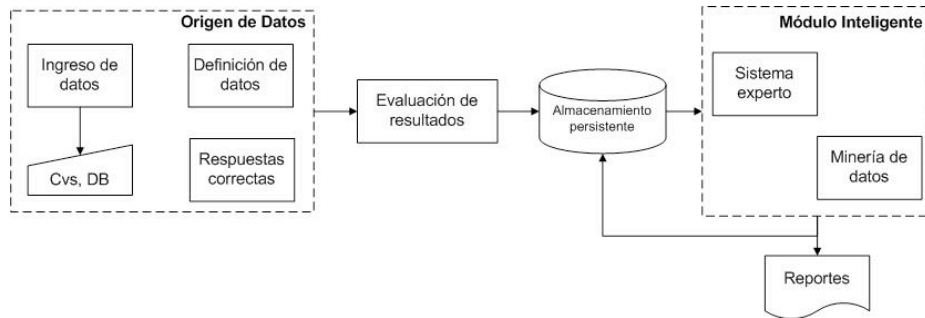 Origen de Datos
Ingreso de
datos
Definición de
datos
Cvs, DB
Respuestas
correctas
Evaluación de
resultados
Almacenamiento
persistente
Módulo Inteligente
Sistema
experto
Minería de
datos
Reportes